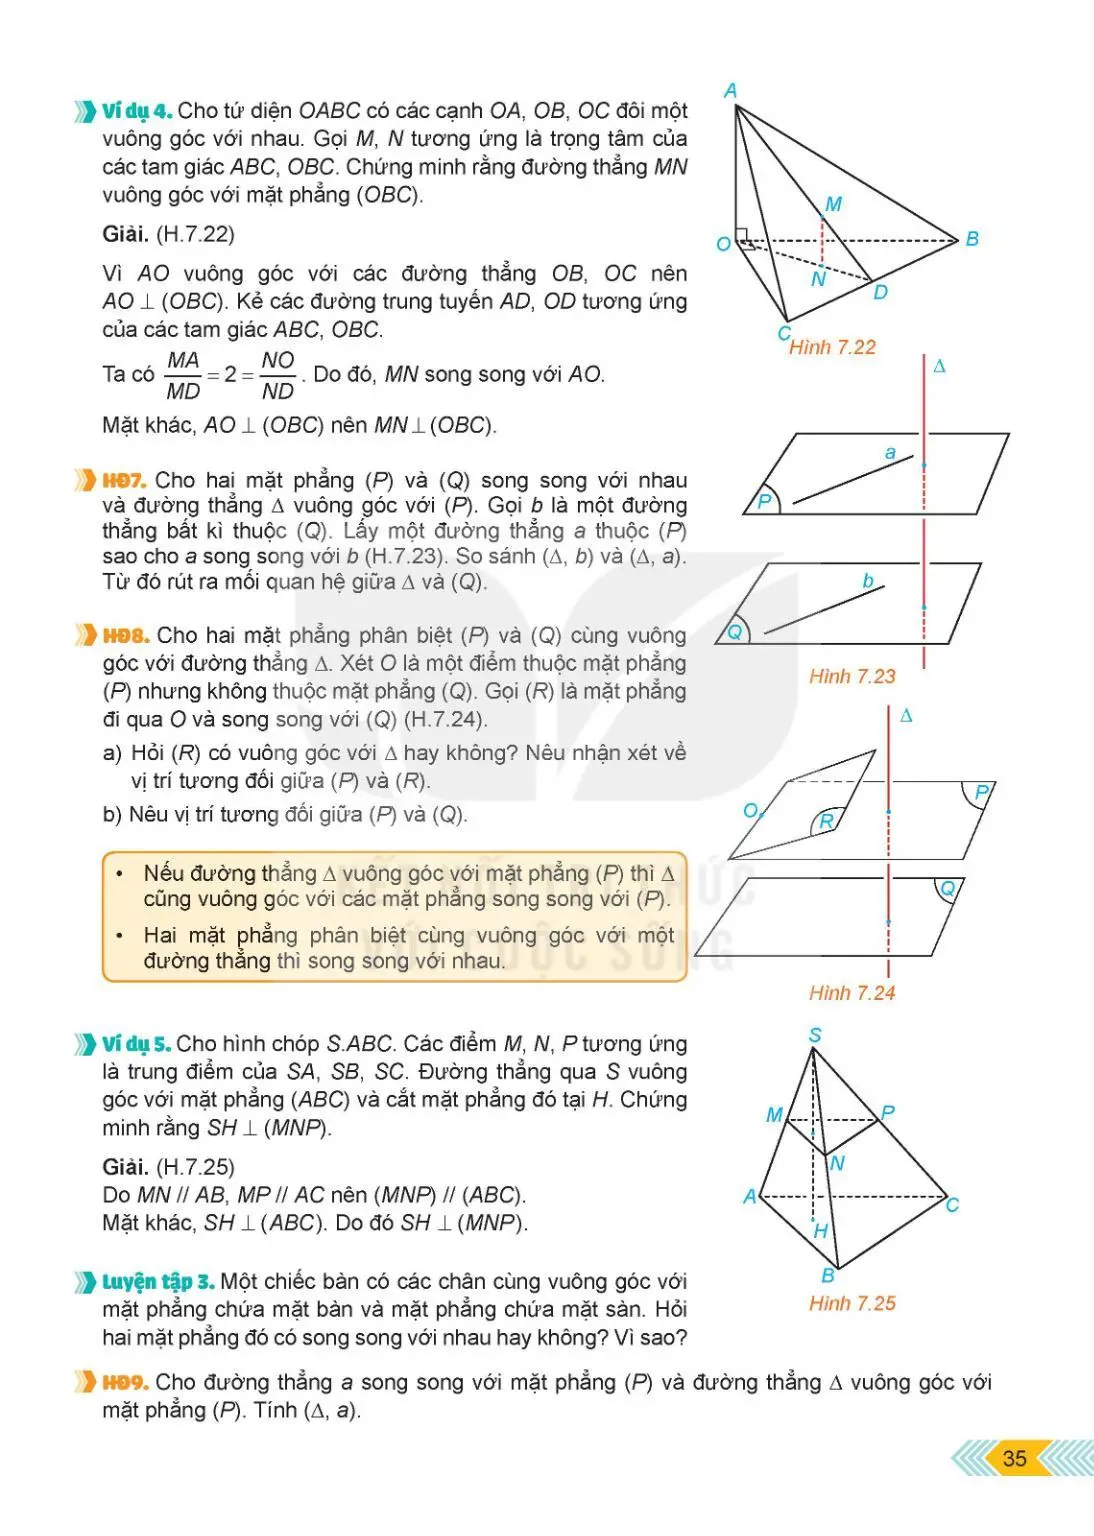 Ví dụ 4. Cho tứ diện OABC có các cạnh OA, OB, OC đôi một
vuông góc với nhau. Gọi M, N tương ứng là trọng tâm của
các tam giác ABC, OBC. Chứng minh rằng đường thẳng MN
vuông góc với mặt phẳng (OBC).
Giải. (H.7.22)
Vì AO vuông góc với các đường thẳng OB, OC nên
AO ⊥ (OBC). Kẻ các đường trung tuyến AD, OD tương ứng
của các tam giác ABC, OBC.
Ta có MA/MD = 2 = NO/ND. Do đó, MN song song với AO.
Mặt khác, AO ⊥ (OBC) nên MN ⊥ (OBC).
A
M
O
B
N
D
C
Hình 7.22
HĐ7. Cho hai mặt phẳng (P) và (Q) song song với nhau
và đường thẳng Δ vuông góc với (P). Gọi b là một đường
thẳng bất kì thuộc (Q). Lấy một đường thẳng a thuộc (P)
sao cho a song song với b (H.7.23). So sánh (Δ, b) và (Δ, a).
Từ đó rút ra mối quan hệ giữa Δ và (Q).
Δ
a
P
b
Q
Hình 7.23
HĐ8. Cho hai mặt phẳng phân biệt (P) và (Q) cùng vuông
góc với đường thẳng Δ. Xét O là một điểm thuộc mặt phẳng
(P) nhưng không thuộc mặt phẳng (Q). Gọi (R) là mặt phẳng
đi qua O và song song với (Q) (H.7.24).
a) Hỏi (R) có vuông góc với Δ hay không? Nêu nhận xét về
vị trí tương đối giữa (P) và (R).
b) Nêu vị trí tương đối giữa (P) và (Q).
Δ
P
O
R
Q
Hình 7.24
• Nếu đường thẳng Δ vuông góc với mặt phẳng (P) thì Δ
cũng vuông góc với các mặt phẳng song song với (P).
• Hai mặt phẳng phân biệt cùng vuông góc với một
đường thẳng thì song song với nhau.
KẾT NỐI TRI THỨC
VỚI CUỘC SỐNG
Ví dụ 5. Cho hình chóp S.ABC. Các điểm M, N, P tương ứng
là trung điểm của SA, SB, SC. Đường thẳng qua S vuông
góc với mặt phẳng (ABC) và cắt mặt phẳng đó tại H. Chứng
minh rằng SH ⊥ (MNP).
Giải. (H.7.25)
Do MN // AB, MP // AC nên (MNP) // (ABC).
Mặt khác, SH ⊥ (ABC). Do đó SH ⊥ (MNP).
S
M
P
N
A
C
H
B
Hình 7.25
Luyện tập 3. Một chiếc bàn có các chân cùng vuông góc với
mặt phẳng chứa mặt bàn và mặt phẳng chứa mặt sàn. Hỏi
hai mặt phẳng đó có song song với nhau hay không? Vì sao?
HĐ9. Cho đường thẳng a song song với mặt phẳng (P) và đường thẳng Δ vuông góc với
mặt phẳng (P). Tính (Δ, a).
35